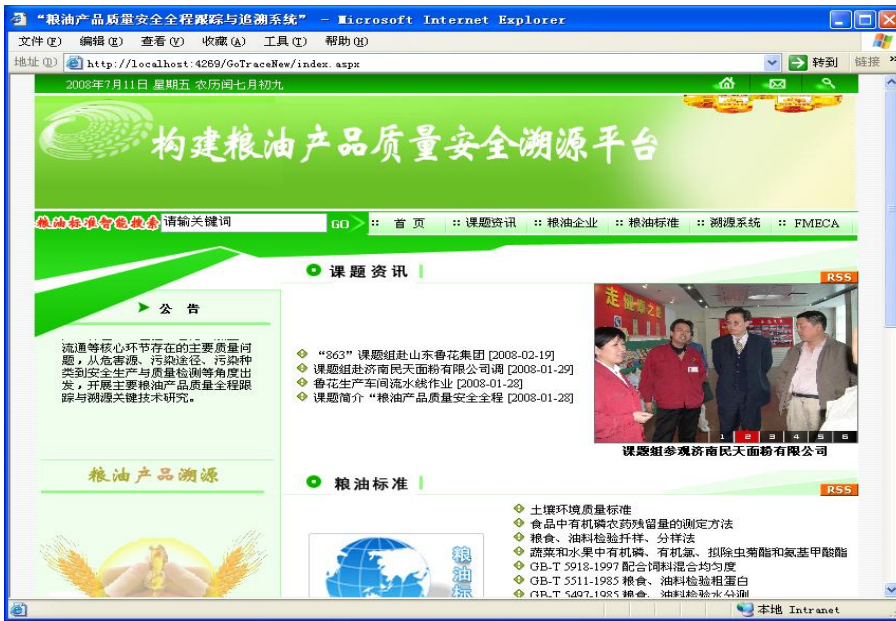 “粮油产品质量安全全程跟踪与追溯系统” - Microsoft Internet Explorer
文件(F) 编辑(E) 查看(V) 收藏(A) 工具(T) 帮助(H)
地址(D) http://localhost:4269/GoTraceNew/index.aspx 转到 链接 »
2008年7月11日 星期五 农历闰七月初九
构建粮油产品质量安全溯源平台
粮油标准智能搜索 请输关键词 GO :: 首 页 :: 课题资讯 :: 粮油企业 :: 粮油标准 :: 溯源系统 :: FMECA
课题资讯
RSS
公 告
流通等核心环节存在的主要质量问
题，从危害源、污染途径、污染种
类到安全生产与质量检测等角度出
发，开展主要粮油产品质量全程跟
踪与溯源关键技术研究。
“863”课题组赴山东鲁花集团 [2008-02-19]
课题组赴济南民天面粉有限公司调 [2008-01-29]
鲁花生产车间流水线作业 [2008-01-28]
课题简介“粮油产品质量安全全程 [2008-01-28]
走健康之
1 2 3 4 5 6
课题组参观济南民天面粉有限公司
粮油产品溯源
粮油标准
RSS
粮油标
土壤环境质量标准
食品中有机磷农药残留量的测定方法
粮食、油料检验扦样、分样法
蔬菜和水果中有机磷、有机氯、拟除虫菊酯和氨基甲酸酯
GB-T 5918-1997 配合饲料混合均匀度
GB-T 5511-1985 粮食、油料检验粗蛋白
GB-T 5497-1985 粮食、油料检验水分测
本地 Intranet